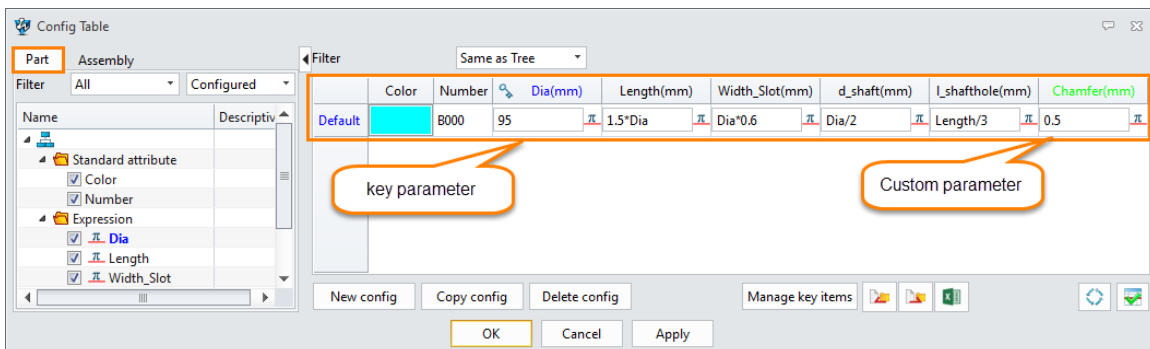 Config Table
Part Assembly
Filter All Configured
Name Descriptiv
Standard attribute
Color
Number
Expression
π Dia
π Length
π Width_Slot
Filter Same as Tree
Color Number Dia(mm) Length(mm) Width_Slot(mm) d_shaft(mm) l_shafthole(mm) Chamfer(mm)
Default B000 95 π 1.5*Dia π Dia*0.6 π Dia/2 π Length/3 π 0.5 π
key parameter
Custom parameter
New config Copy config Delete config Manage key items
OK Cancel Apply